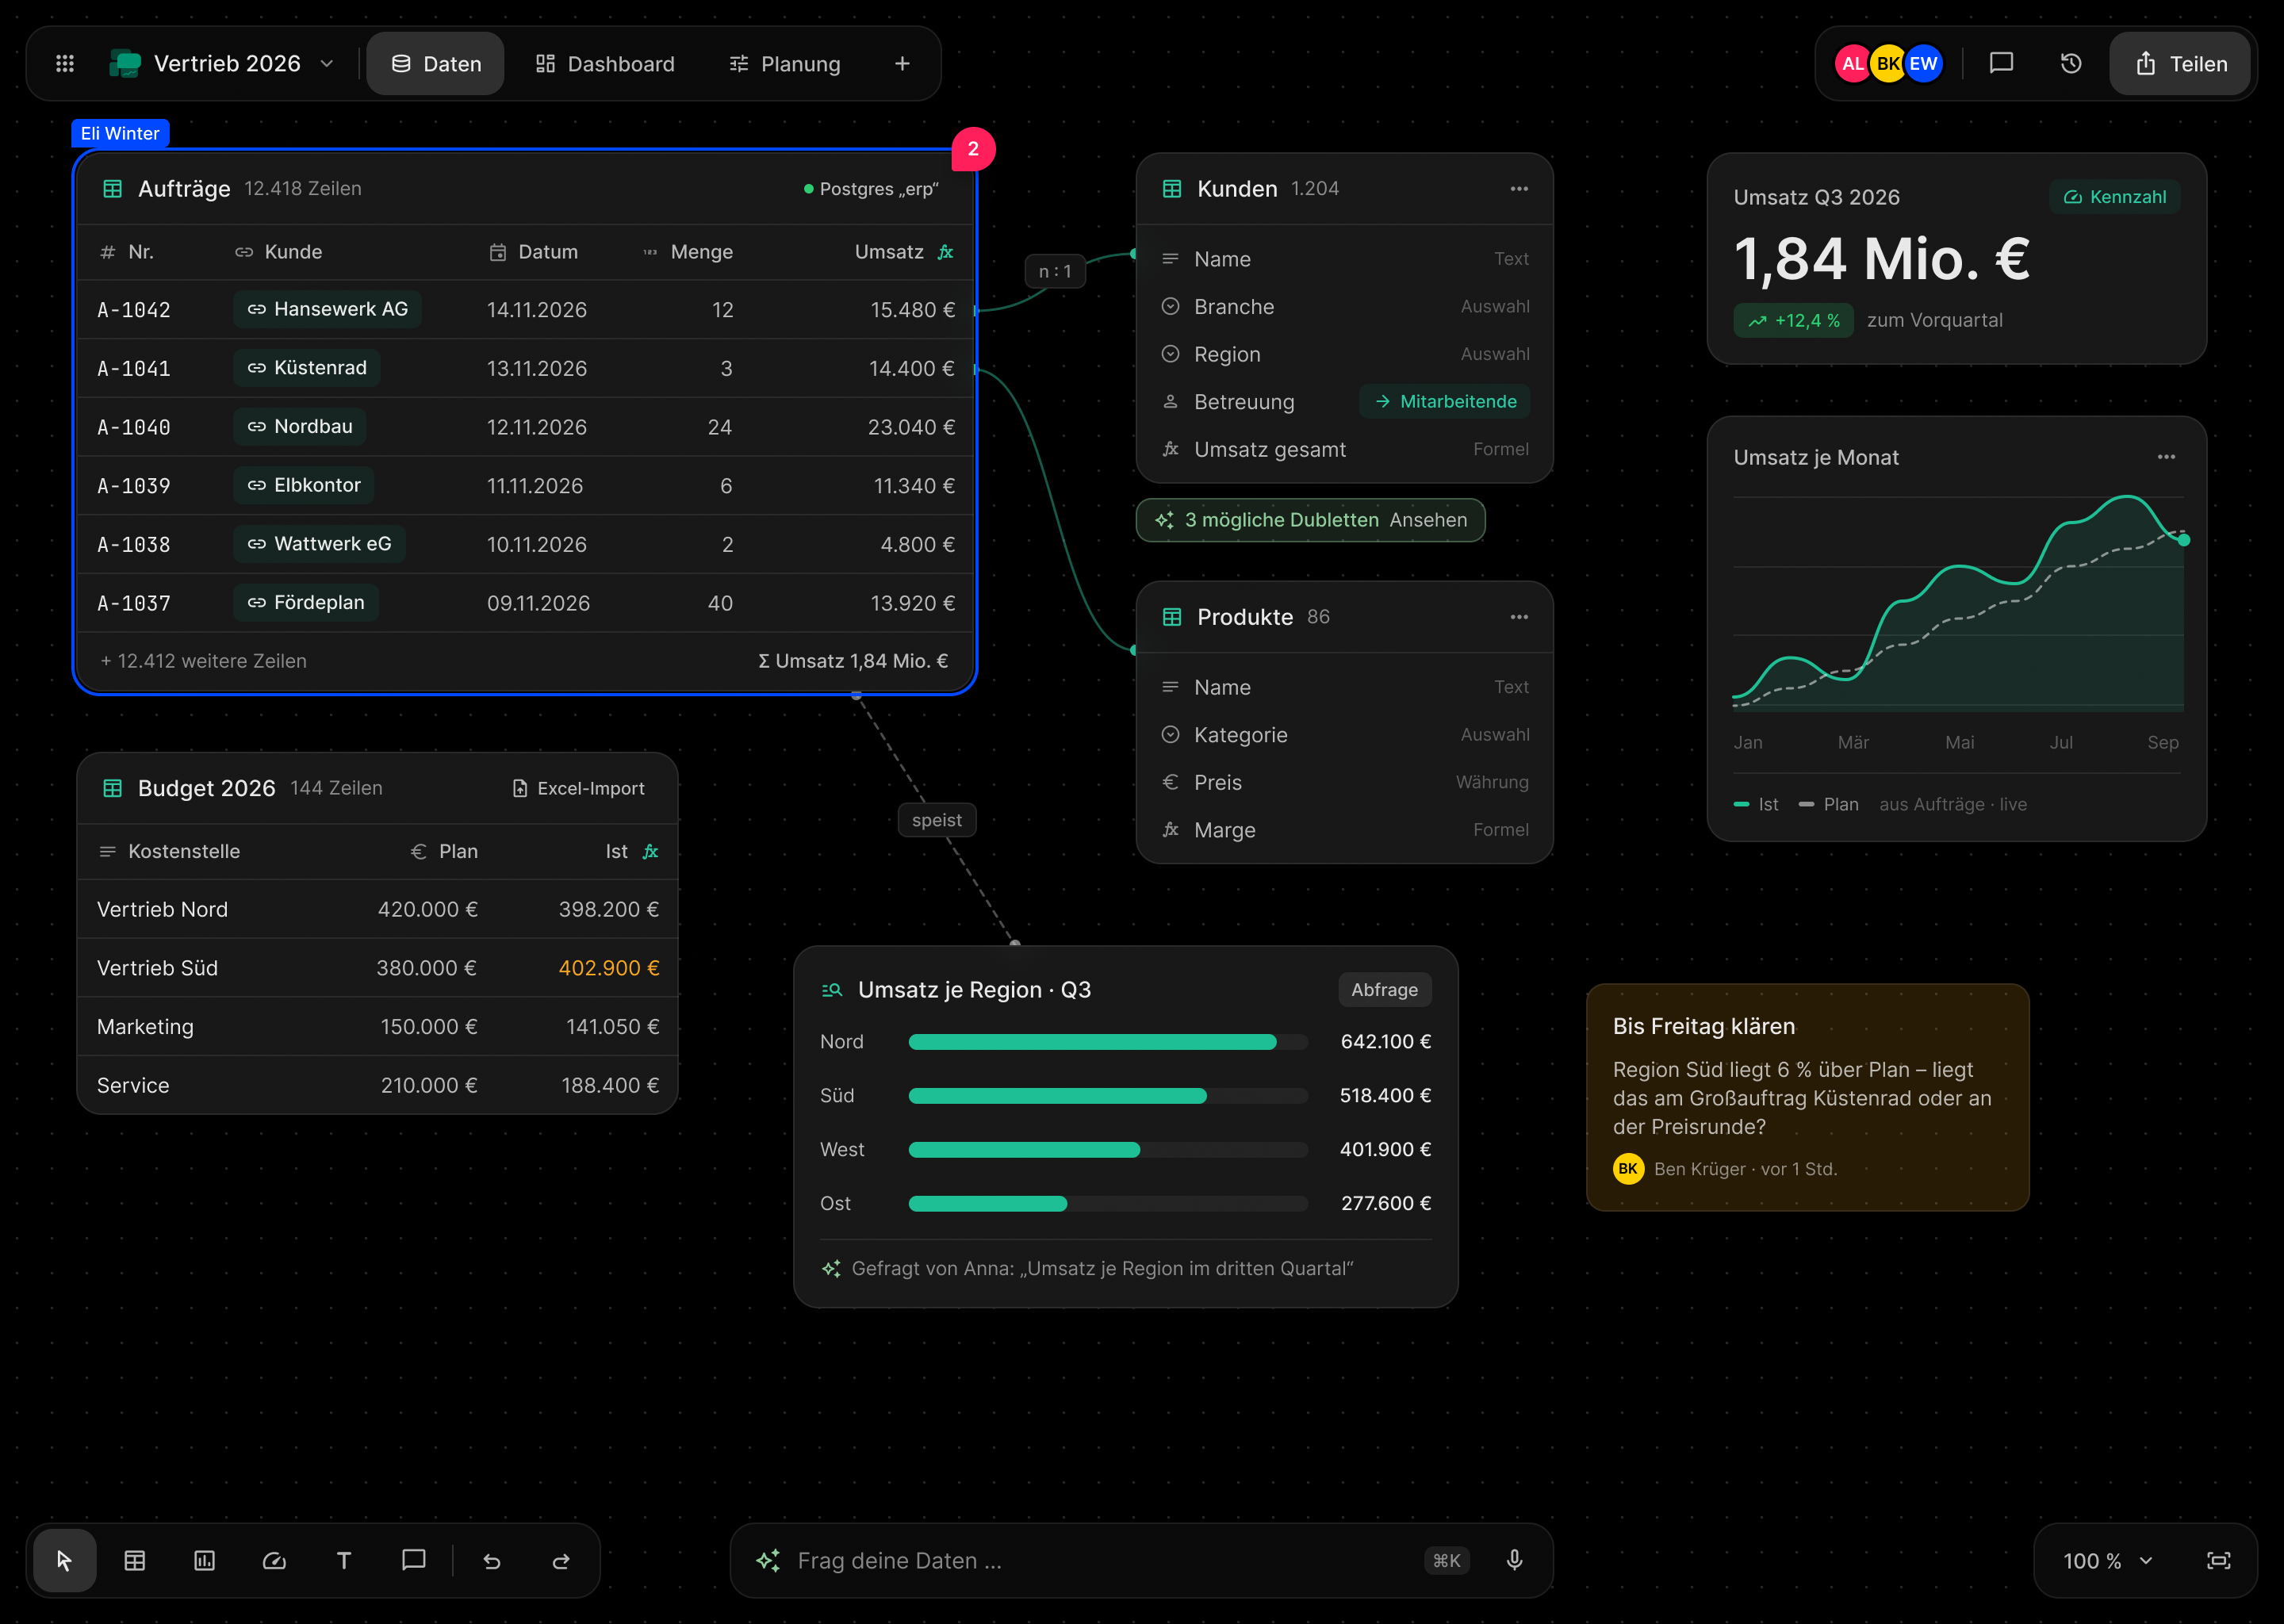 Vertrieb 2026
Daten
Dashboard
Planung
AL
BK
EW
Teilen
Eli Winter
2
Aufträge 12.418 Zeilen
Postgres „erp“
# Nr. Kunde Datum 123 Menge Umsatz fx
A-1042 Hansewerk AG 14.11.2026 12 15.480 €
A-1041 Küstenrad 13.11.2026 3 14.400 €
A-1040 Nordbau 12.11.2026 24 23.040 €
A-1039 Elbkontor 11.11.2026 6 11.340 €
A-1038 Wattwerk eG 10.11.2026 2 4.800 €
A-1037 Fördeplan 09.11.2026 40 13.920 €
+ 12.412 weitere Zeilen Σ Umsatz 1,84 Mio. €
n : 1
Kunden 1.204
Name Text
Branche Auswahl
Region Auswahl
Betreuung → Mitarbeitende
fx Umsatz gesamt Formel
3 mögliche Dubletten Ansehen
Produkte 86
Name Text
Kategorie Auswahl
€ Preis Währung
fx Marge Formel
Umsatz Q3 2026 Kennzahl
1,84 Mio. €
+12,4 % zum Vorquartal
Umsatz je Monat
Jan Mär Mai Jul Sep
Ist Plan aus Aufträge · live
Budget 2026 144 Zeilen Excel-Import
Kostenstelle € Plan Ist fx
Vertrieb Nord 420.000 € 398.200 €
Vertrieb Süd 380.000 € 402.900 €
Marketing 150.000 € 141.050 €
Service 210.000 € 188.400 €
speist
Umsatz je Region · Q3 Abfrage
Nord 642.100 €
Süd 518.400 €
West 401.900 €
Ost 277.600 €
Gefragt von Anna: „Umsatz je Region im dritten Quartal“
Bis Freitag klären
Region Süd liegt 6 % über Plan – liegt
das am Großauftrag Küstenrad oder an
der Preisrunde?
BK Ben Krüger · vor 1 Std.
T
Frag deine Daten ... ⌘K
100 %